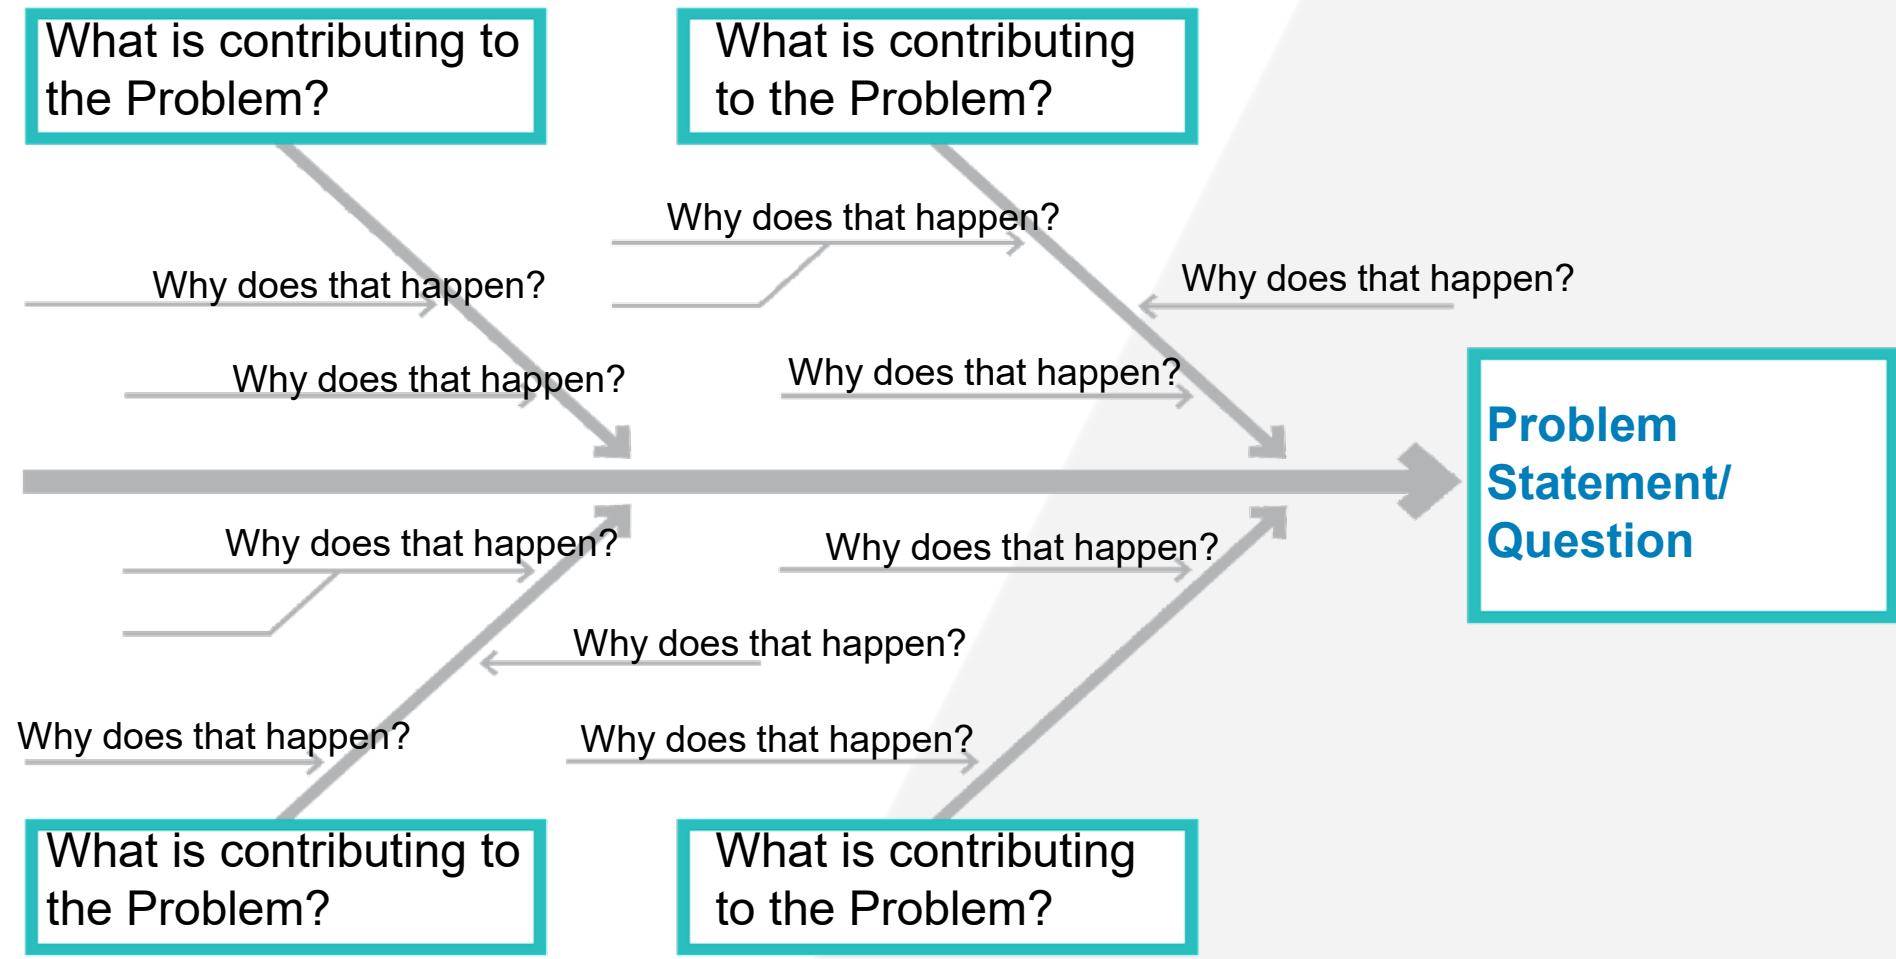 What is contributing to
the Problem?
What is contributing
to the Problem?
Why does that happen?
Why does that happen?
Why does that happen?
Why does that happen?
Why does that happen?
Problem
Statement/
Question
Why does that happen?
Why does that happen?
Why does that happen?
Why does that happen?
Why does that happen?
What is contributing to
the Problem?
What is contributing
to the Problem?